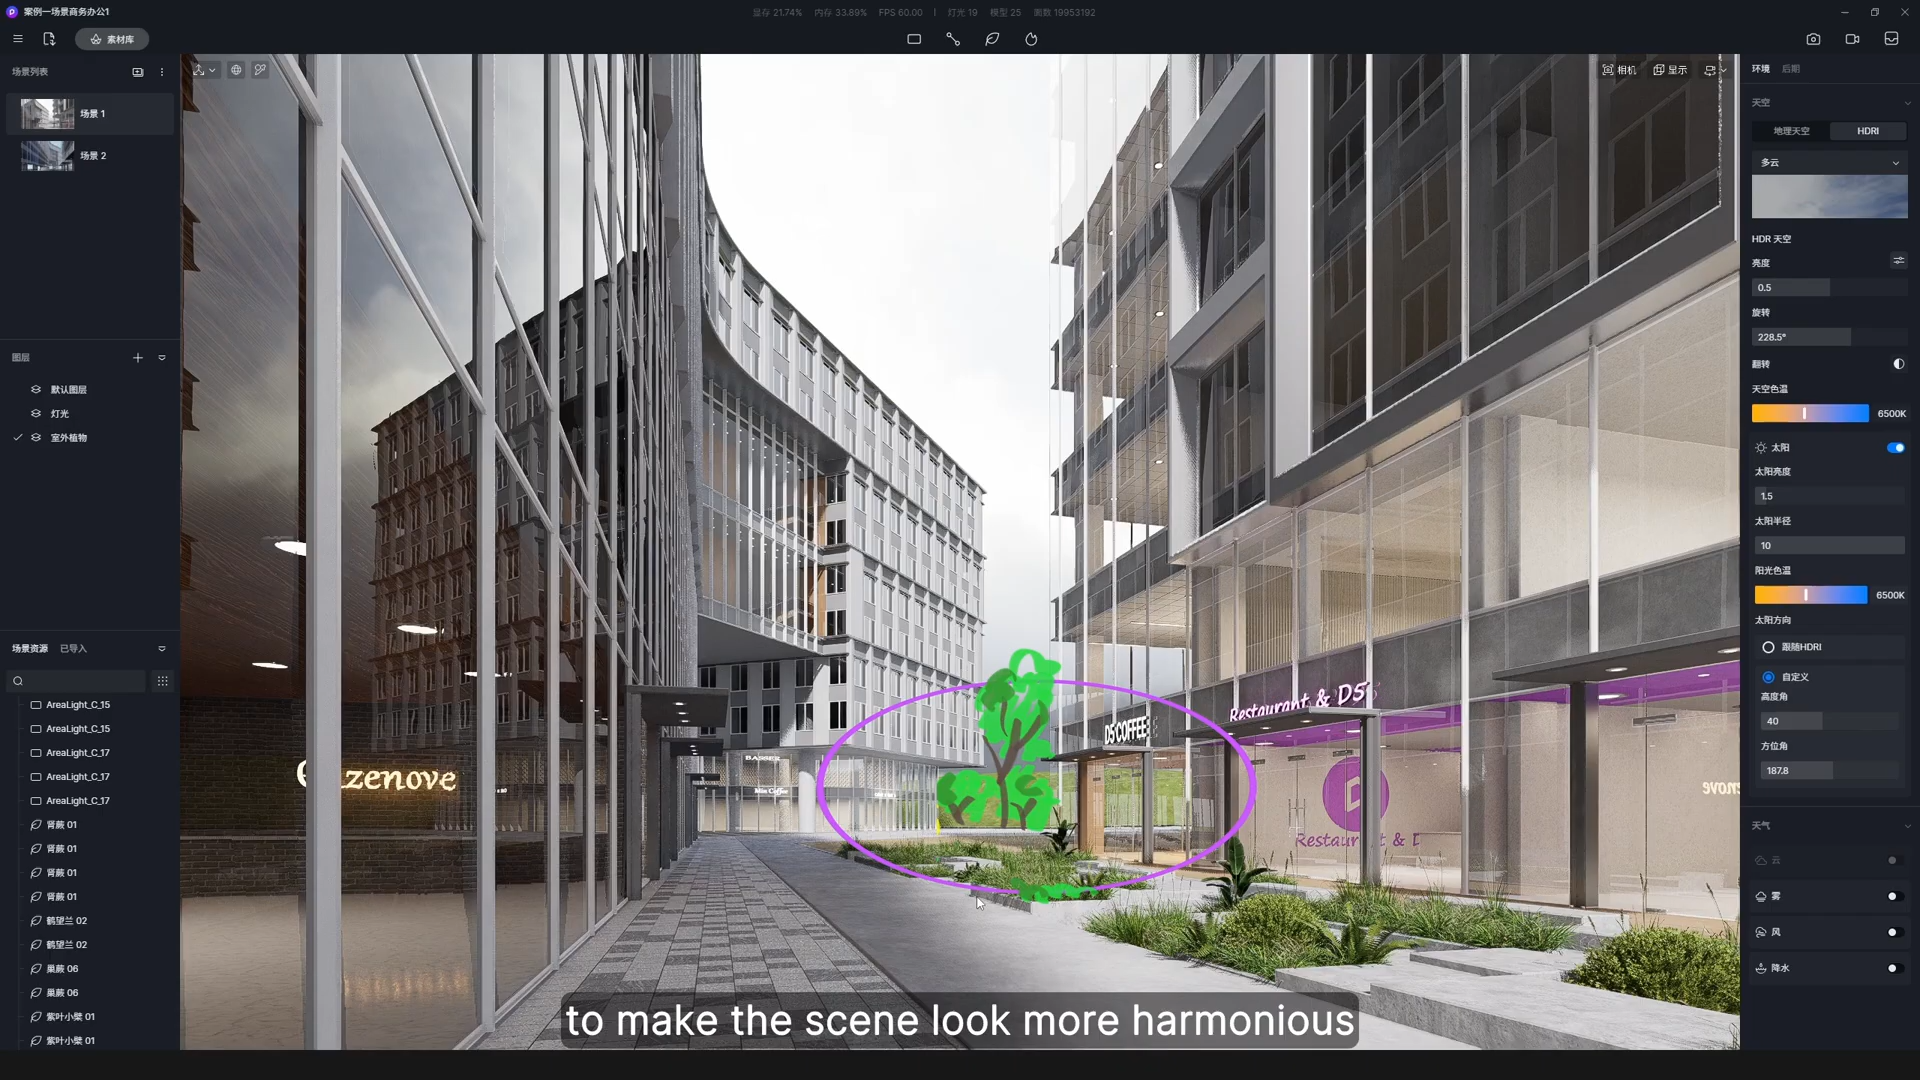 案例一场景商务办公1
显存 21.74% 内存 33.89% FPS 60.00 | 灯光 19 模型 25 面数 19953192
素材库
场景列表
场景 1
场景 2
图层
默认图层
灯光
室外植物
场景资源 已导入
AreaLight_C_15
AreaLight_C_15
AreaLight_C_17
AreaLight_C_17
AreaLight_C_17
肾蕨 01
肾蕨 01
肾蕨 01
肾蕨 01
鹤望兰 02
鹤望兰 02
巢蕨 06
巢蕨 06
紫叶小檗 01
紫叶小檗 01
相机 显示
zenove
BASSER
Min Coffee
D5 COFFEE
Restaurant & D5
Restaurant & D
to make the scene look more harmonious
环境 后期
天空
地理天空 HDRI
多云
HDR 天空
亮度
0.5
旋转
228.5°
翻转
天空色温
6500K
太阳
太阳亮度
1.5
太阳半径
10
阳光色温
6500K
太阳方向
跟随HDRI
自定义
高度角
40
方位角
187.8
天气
云
雾
风
降水